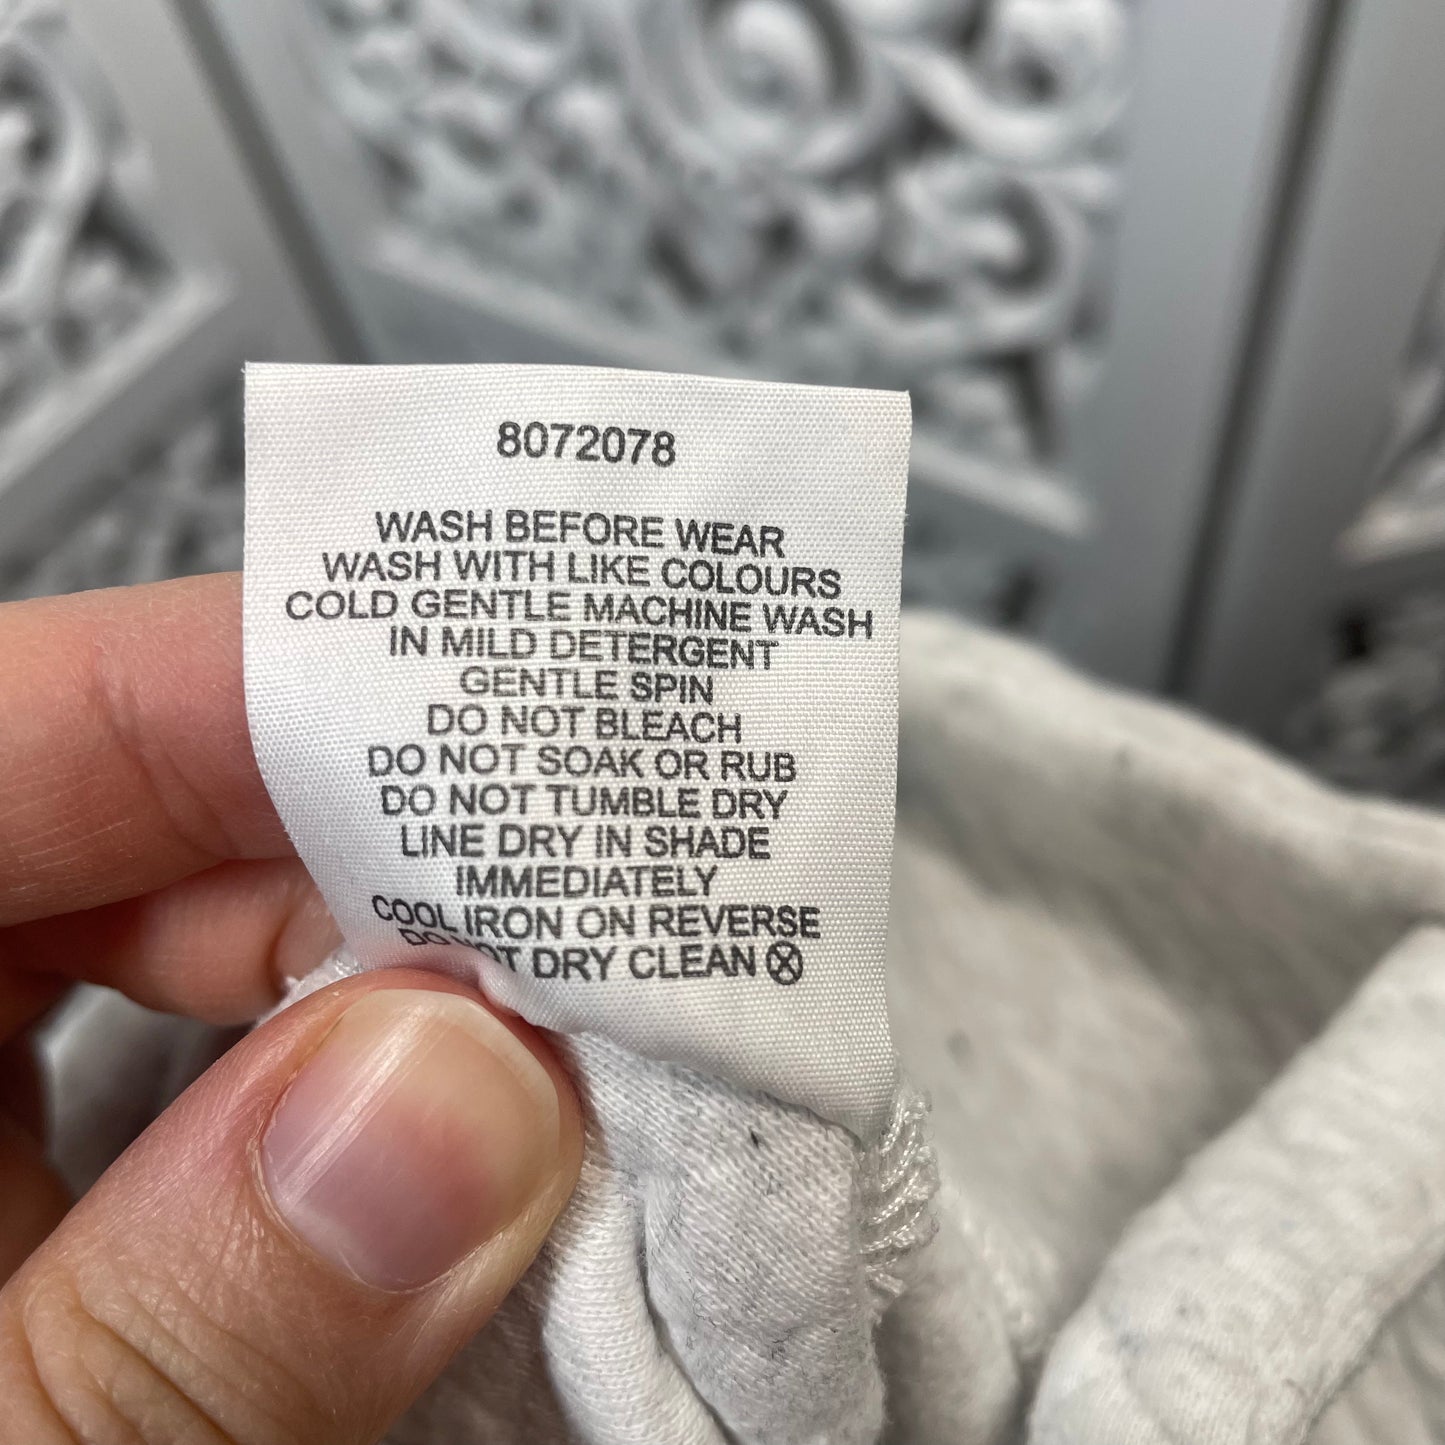 8072078
WASH BEFORE WEAR
WASH WITH LIKE COLOURS
COLD GENTLE MACHINE WASH
IN MILD DETERGENT
GENTLE SPIN
DO NOT BLEACH
DO NOT SOAK OR RUB
DO NOT TUMBLE DRY
LINE DRY IN SHADE
IMMEDIATELY
COOL IRON ON REVERSE
DO NOT DRY CLEAN